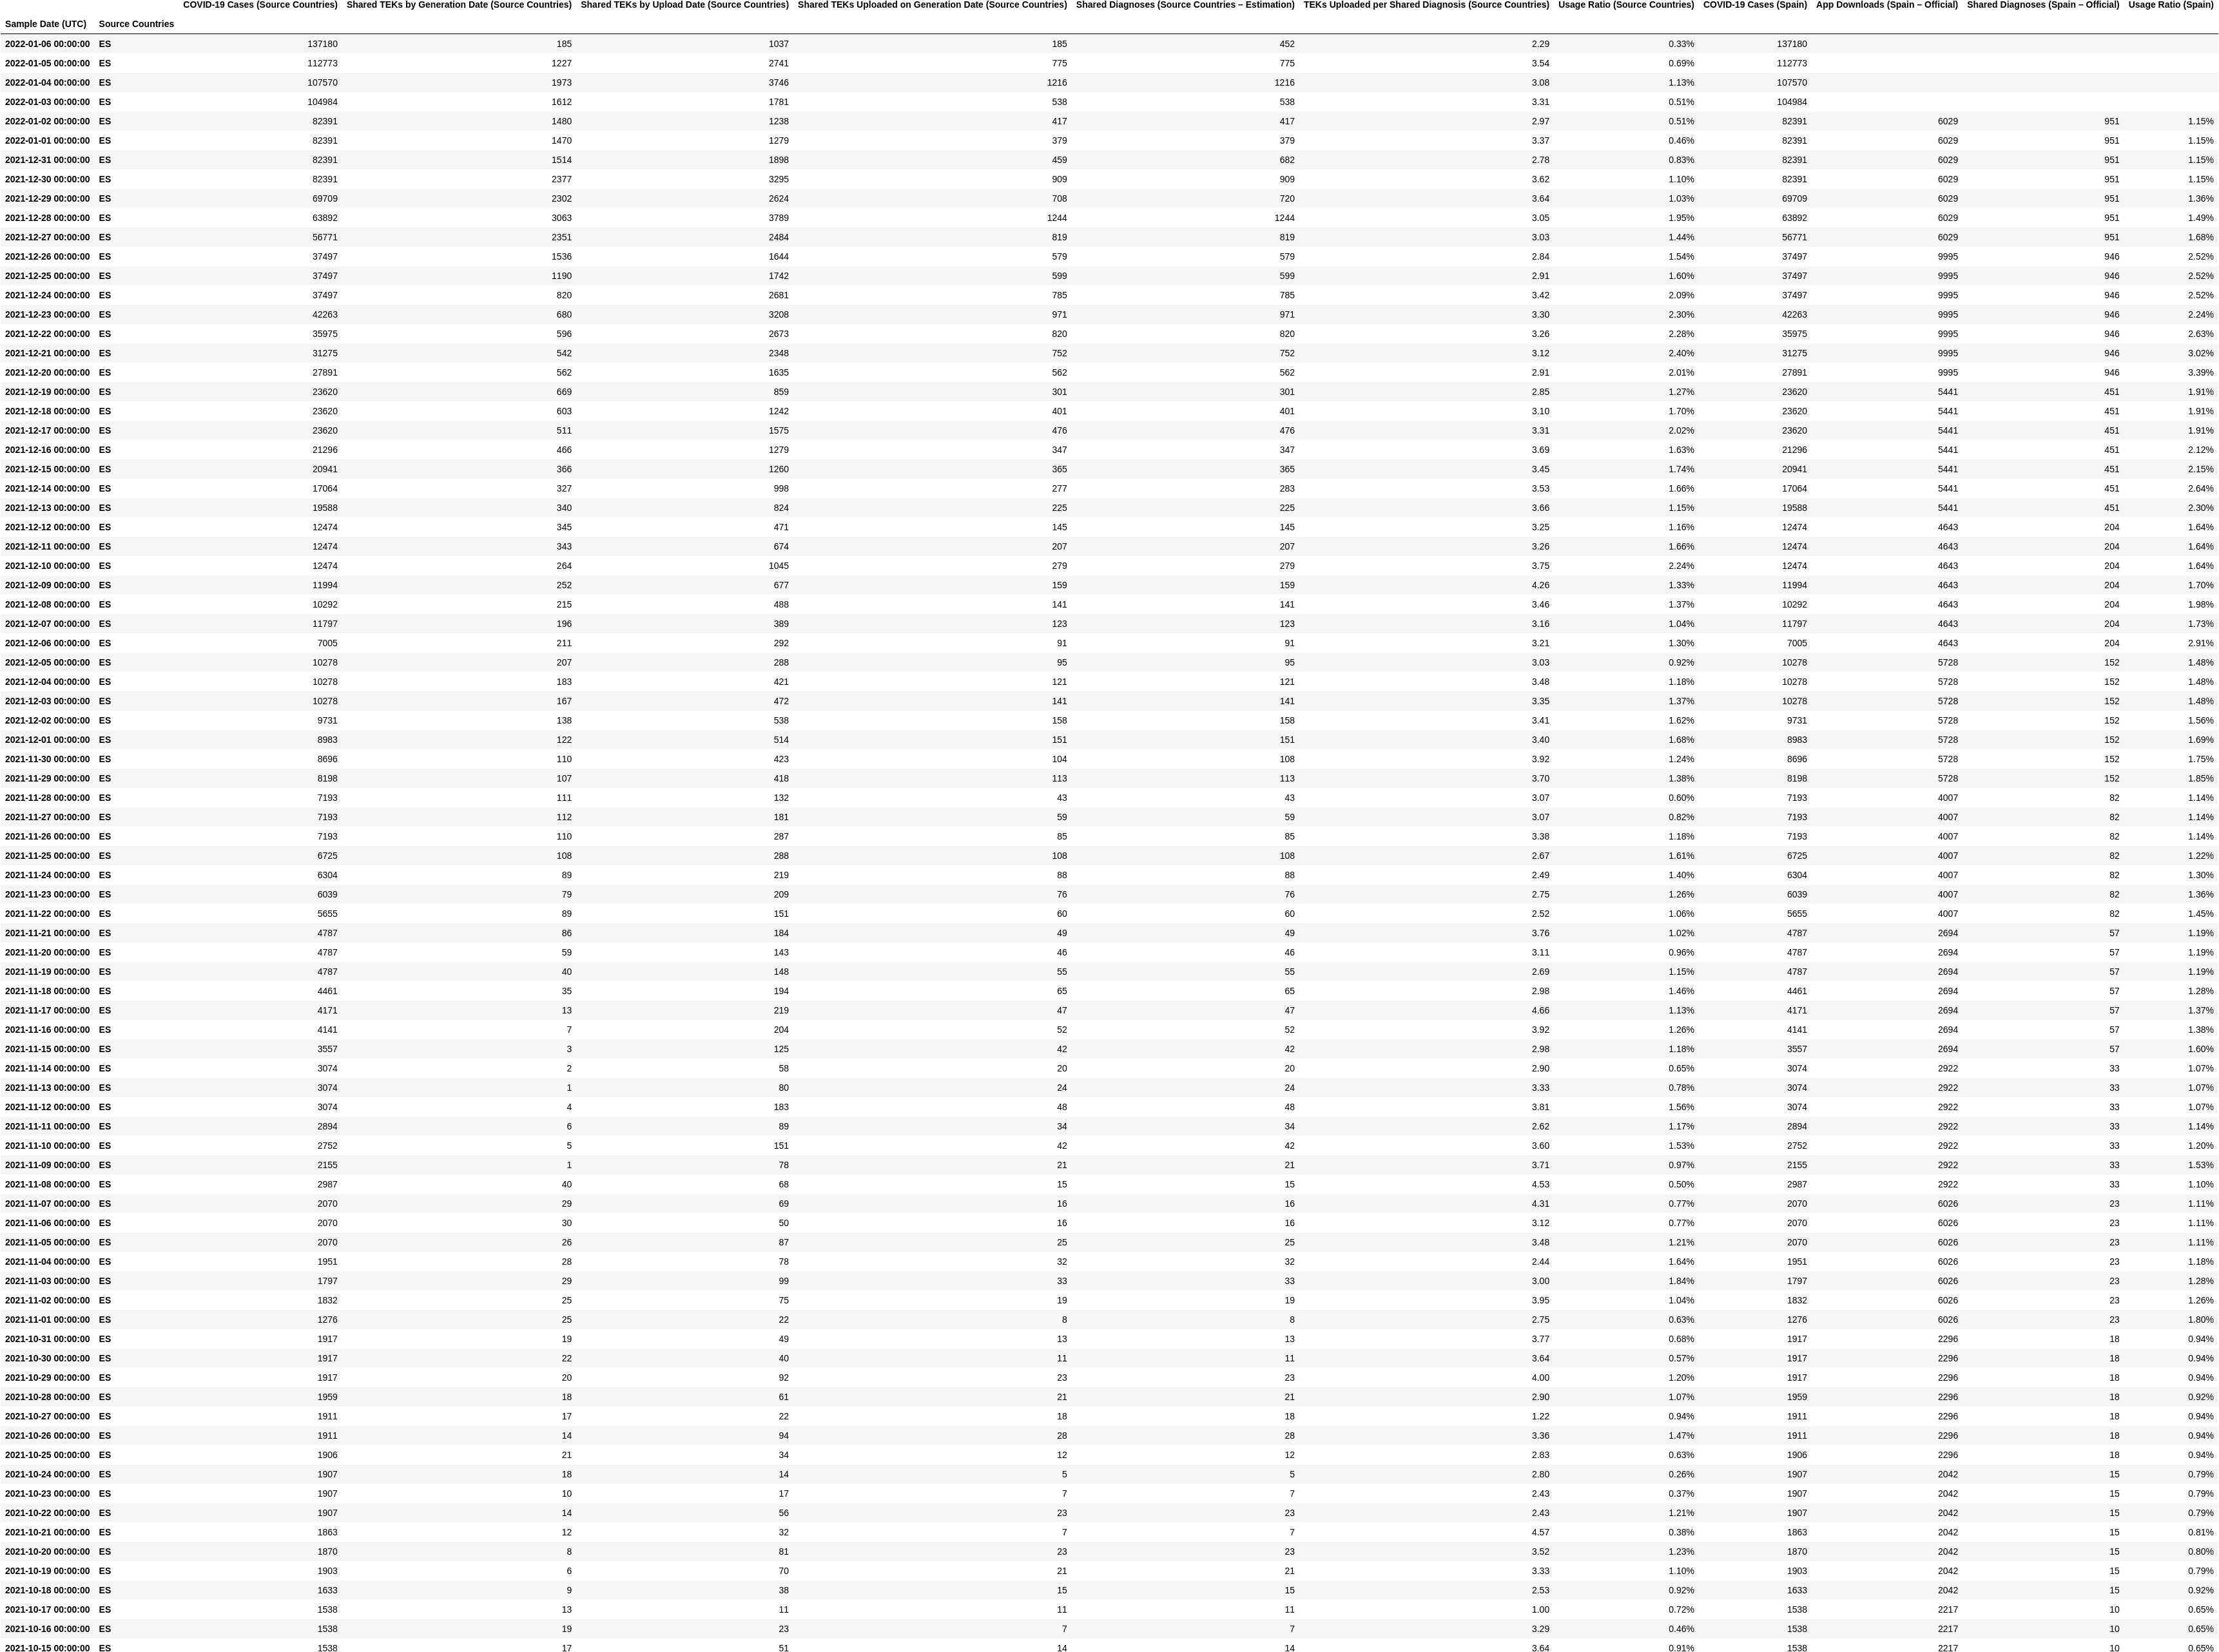 COVID-19 Cases (Source Countries) Shared TEKs by Generation Date (Source Countries) Shared TEKs by Upload Date (Source Countries) Shared TEKs Uploaded on Generation Date (Source Countries) Shared Diagnoses (Source Countries – Estimation) TEKs Uploaded per Shared Diagnosis (Source Countries) Usage Ratio (Source Countries) COVID-19 Cases (Spain) App Downloads (Spain – Official) Shared Diagnoses (Spain – Official) Usage Ratio (Spain)
Sample Date (UTC) Source Countries
2022-01-06 00:00:00 ES 137180 185 1037 185 452 2.29 0.33% 137180
2022-01-05 00:00:00 ES 112773 1227 2741 775 775 3.54 0.69% 112773
2022-01-04 00:00:00 ES 107570 1973 3746 1216 1216 3.08 1.13% 107570
2022-01-03 00:00:00 ES 104984 1612 1781 538 538 3.31 0.51% 104984
2022-01-02 00:00:00 ES 82391 1480 1238 417 417 2.97 0.51% 82391 6029 951 1.15%
2022-01-01 00:00:00 ES 82391 1470 1279 379 379 3.37 0.46% 82391 6029 951 1.15%
2021-12-31 00:00:00 ES 82391 1514 1898 459 682 2.78 0.83% 82391 6029 951 1.15%
2021-12-30 00:00:00 ES 82391 2377 3295 909 909 3.62 1.10% 82391 6029 951 1.15%
2021-12-29 00:00:00 ES 69709 2302 2624 708 720 3.64 1.03% 69709 6029 951 1.36%
2021-12-28 00:00:00 ES 63892 3063 3789 1244 1244 3.05 1.95% 63892 6029 951 1.49%
2021-12-27 00:00:00 ES 56771 2351 2484 819 819 3.03 1.44% 56771 6029 951 1.68%
2021-12-26 00:00:00 ES 37497 1536 1644 579 579 2.84 1.54% 37497 9995 946 2.52%
2021-12-25 00:00:00 ES 37497 1190 1742 599 599 2.91 1.60% 37497 9995 946 2.52%
2021-12-24 00:00:00 ES 37497 820 2681 785 785 3.42 2.09% 37497 9995 946 2.52%
2021-12-23 00:00:00 ES 42263 680 3208 971 971 3.30 2.30% 42263 9995 946 2.24%
2021-12-22 00:00:00 ES 35975 596 2673 820 820 3.26 2.28% 35975 9995 946 2.63%
2021-12-21 00:00:00 ES 31275 542 2348 752 752 3.12 2.40% 31275 9995 946 3.02%
2021-12-20 00:00:00 ES 27891 562 1635 562 562 2.91 2.01% 27891 9995 946 3.39%
2021-12-19 00:00:00 ES 23620 669 859 301 301 2.85 1.27% 23620 5441 451 1.91%
2021-12-18 00:00:00 ES 23620 603 1242 401 401 3.10 1.70% 23620 5441 451 1.91%
2021-12-17 00:00:00 ES 23620 511 1575 476 476 3.31 2.02% 23620 5441 451 1.91%
2021-12-16 00:00:00 ES 21296 466 1279 347 347 3.69 1.63% 21296 5441 451 2.12%
2021-12-15 00:00:00 ES 20941 366 1260 365 365 3.45 1.74% 20941 5441 451 2.15%
2021-12-14 00:00:00 ES 17064 327 998 277 283 3.53 1.66% 17064 5441 451 2.64%
2021-12-13 00:00:00 ES 19588 340 824 225 225 3.66 1.15% 19588 5441 451 2.30%
2021-12-12 00:00:00 ES 12474 345 471 145 145 3.25 1.16% 12474 4643 204 1.64%
2021-12-11 00:00:00 ES 12474 343 674 207 207 3.26 1.66% 12474 4643 204 1.64%
2021-12-10 00:00:00 ES 12474 264 1045 279 279 3.75 2.24% 12474 4643 204 1.64%
2021-12-09 00:00:00 ES 11994 252 677 159 159 4.26 1.33% 11994 4643 204 1.70%
2021-12-08 00:00:00 ES 10292 215 488 141 141 3.46 1.37% 10292 4643 204 1.98%
2021-12-07 00:00:00 ES 11797 196 389 123 123 3.16 1.04% 11797 4643 204 1.73%
2021-12-06 00:00:00 ES 7005 211 292 91 91 3.21 1.30% 7005 4643 204 2.91%
2021-12-05 00:00:00 ES 10278 207 288 95 95 3.03 0.92% 10278 5728 152 1.48%
2021-12-04 00:00:00 ES 10278 183 421 121 121 3.48 1.18% 10278 5728 152 1.48%
2021-12-03 00:00:00 ES 10278 167 472 141 141 3.35 1.37% 10278 5728 152 1.48%
2021-12-02 00:00:00 ES 9731 138 538 158 158 3.41 1.62% 9731 5728 152 1.56%
2021-12-01 00:00:00 ES 8983 122 514 151 151 3.40 1.68% 8983 5728 152 1.69%
2021-11-30 00:00:00 ES 8696 110 423 104 108 3.92 1.24% 8696 5728 152 1.75%
2021-11-29 00:00:00 ES 8198 107 418 113 113 3.70 1.38% 8198 5728 152 1.85%
2021-11-28 00:00:00 ES 7193 111 132 43 43 3.07 0.60% 7193 4007 82 1.14%
2021-11-27 00:00:00 ES 7193 112 181 59 59 3.07 0.82% 7193 4007 82 1.14%
2021-11-26 00:00:00 ES 7193 110 287 85 85 3.38 1.18% 7193 4007 82 1.14%
2021-11-25 00:00:00 ES 6725 108 288 108 108 2.67 1.61% 6725 4007 82 1.22%
2021-11-24 00:00:00 ES 6304 89 219 88 88 2.49 1.40% 6304 4007 82 1.30%
2021-11-23 00:00:00 ES 6039 79 209 76 76 2.75 1.26% 6039 4007 82 1.36%
2021-11-22 00:00:00 ES 5655 89 151 60 60 2.52 1.06% 5655 4007 82 1.45%
2021-11-21 00:00:00 ES 4787 86 184 49 49 3.76 1.02% 4787 2694 57 1.19%
2021-11-20 00:00:00 ES 4787 59 143 46 46 3.11 0.96% 4787 2694 57 1.19%
2021-11-19 00:00:00 ES 4787 40 148 55 55 2.69 1.15% 4787 2694 57 1.19%
2021-11-18 00:00:00 ES 4461 35 194 65 65 2.98 1.46% 4461 2694 57 1.28%
2021-11-17 00:00:00 ES 4171 13 219 47 47 4.66 1.13% 4171 2694 57 1.37%
2021-11-16 00:00:00 ES 4141 7 204 52 52 3.92 1.26% 4141 2694 57 1.38%
2021-11-15 00:00:00 ES 3557 3 125 42 42 2.98 1.18% 3557 2694 57 1.60%
2021-11-14 00:00:00 ES 3074 2 58 20 20 2.90 0.65% 3074 2922 33 1.07%
2021-11-13 00:00:00 ES 3074 1 80 24 24 3.33 0.78% 3074 2922 33 1.07%
2021-11-12 00:00:00 ES 3074 4 183 48 48 3.81 1.56% 3074 2922 33 1.07%
2021-11-11 00:00:00 ES 2894 6 89 34 34 2.62 1.17% 2894 2922 33 1.14%
2021-11-10 00:00:00 ES 2752 5 151 42 42 3.60 1.53% 2752 2922 33 1.20%
2021-11-09 00:00:00 ES 2155 1 78 21 21 3.71 0.97% 2155 2922 33 1.53%
2021-11-08 00:00:00 ES 2987 40 68 15 15 4.53 0.50% 2987 2922 33 1.10%
2021-11-07 00:00:00 ES 2070 29 69 16 16 4.31 0.77% 2070 6026 23 1.11%
2021-11-06 00:00:00 ES 2070 30 50 16 16 3.12 0.77% 2070 6026 23 1.11%
2021-11-05 00:00:00 ES 2070 26 87 25 25 3.48 1.21% 2070 6026 23 1.11%
2021-11-04 00:00:00 ES 1951 28 78 32 32 2.44 1.64% 1951 6026 23 1.18%
2021-11-03 00:00:00 ES 1797 29 99 33 33 3.00 1.84% 1797 6026 23 1.28%
2021-11-02 00:00:00 ES 1832 25 75 19 19 3.95 1.04% 1832 6026 23 1.26%
2021-11-01 00:00:00 ES 1276 25 22 8 8 2.75 0.63% 1276 6026 23 1.80%
2021-10-31 00:00:00 ES 1917 19 49 13 13 3.77 0.68% 1917 2296 18 0.94%
2021-10-30 00:00:00 ES 1917 22 40 11 11 3.64 0.57% 1917 2296 18 0.94%
2021-10-29 00:00:00 ES 1917 20 92 23 23 4.00 1.20% 1917 2296 18 0.94%
2021-10-28 00:00:00 ES 1959 18 61 21 21 2.90 1.07% 1959 2296 18 0.92%
2021-10-27 00:00:00 ES 1911 17 22 18 18 1.22 0.94% 1911 2296 18 0.94%
2021-10-26 00:00:00 ES 1911 14 94 28 28 3.36 1.47% 1911 2296 18 0.94%
2021-10-25 00:00:00 ES 1906 21 34 12 12 2.83 0.63% 1906 2296 18 0.94%
2021-10-24 00:00:00 ES 1907 18 14 5 5 2.80 0.26% 1907 2042 15 0.79%
2021-10-23 00:00:00 ES 1907 10 17 7 7 2.43 0.37% 1907 2042 15 0.79%
2021-10-22 00:00:00 ES 1907 14 56 23 23 2.43 1.21% 1907 2042 15 0.79%
2021-10-21 00:00:00 ES 1863 12 32 7 7 4.57 0.38% 1863 2042 15 0.81%
2021-10-20 00:00:00 ES 1870 8 81 23 23 3.52 1.23% 1870 2042 15 0.80%
2021-10-19 00:00:00 ES 1903 6 70 21 21 3.33 1.10% 1903 2042 15 0.79%
2021-10-18 00:00:00 ES 1633 9 38 15 15 2.53 0.92% 1633 2042 15 0.92%
2021-10-17 00:00:00 ES 1538 13 11 11 11 1.00 0.72% 1538 2217 10 0.65%
2021-10-16 00:00:00 ES 1538 19 23 7 7 3.29 0.46% 1538 2217 10 0.65%
2021-10-15 00:00:00 ES 1538 17 51 14 14 3.64 0.91% 1538 2217 10 0.65%